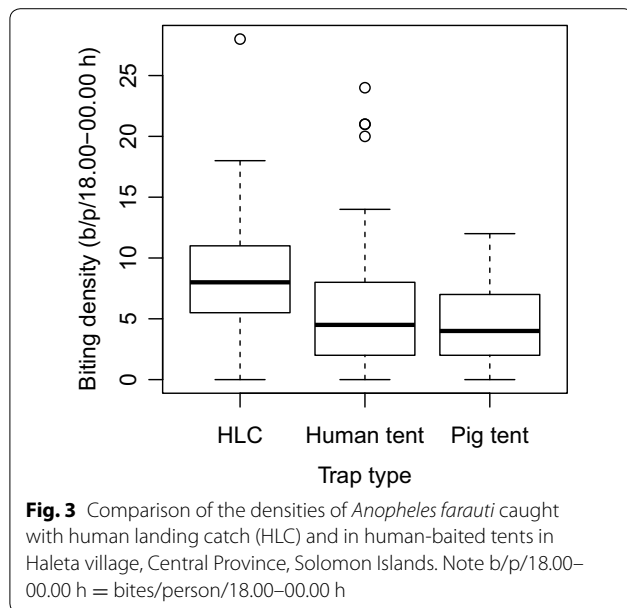 Biting density (b/p/18.00–00.00 h)
25
20
15
10
5
0
HLC Human tent Pig tent
Trap type
Fig. 3 Comparison of the densities of Anopheles farauti caught
with human landing catch (HLC) and in human-baited tents in
Haleta village, Central Province, Solomon Islands. Note b/p/18.00–
00.00 h = bites/person/18.00–00.00 h